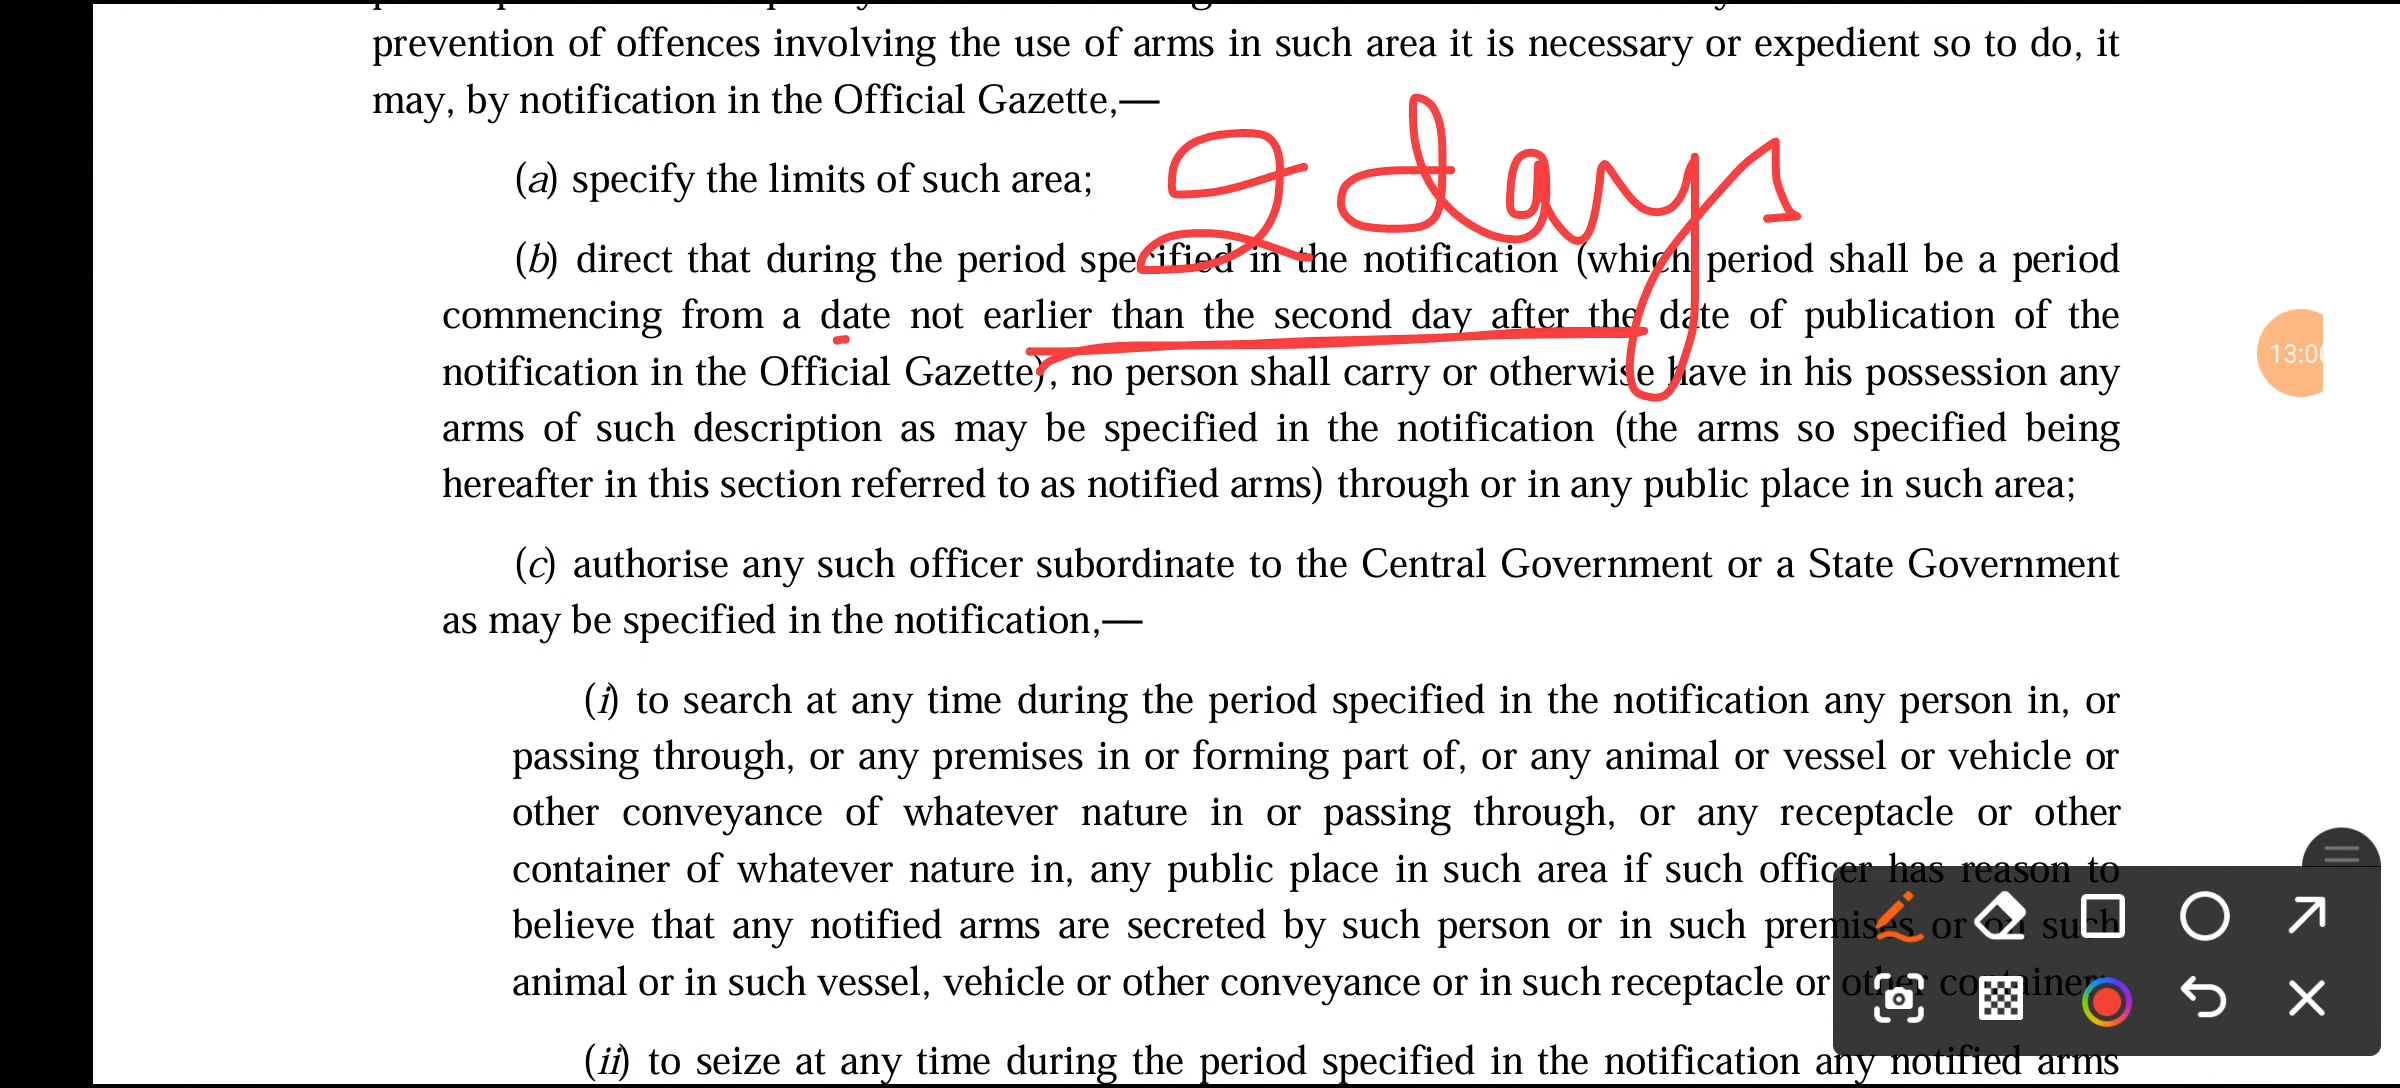 prevention of offences involving the use of arms in such area it is necessary or expedient so to do, it
may, by notification in the Official Gazette,—
(a) specify the limits of such area;
2 days
(b) direct that during the period specified in the notification (which period shall be a period
commencing from a date not earlier than the second day after the date of publication of the
notification in the Official Gazette), no person shall carry or otherwise have in his possession any
arms of such description as may be specified in the notification (the arms so specified being
hereafter in this section referred to as notified arms) through or in any public place in such area;
13:0
(c) authorise any such officer subordinate to the Central Government or a State Government
as may be specified in the notification,—
(i) to search at any time during the period specified in the notification any person in, or
passing through, or any premises in or forming part of, or any animal or vessel or vehicle or
other conveyance of whatever nature in or passing through, or any receptacle or other
container of whatever nature in, any public place in such area if such officer has reason to
believe that any notified arms are secreted by such person or in such premises or on such
animal or in such vessel, vehicle or other conveyance or in such receptacle or other container;
(ii) to seize at any time during the period specified in the notification any notified arms